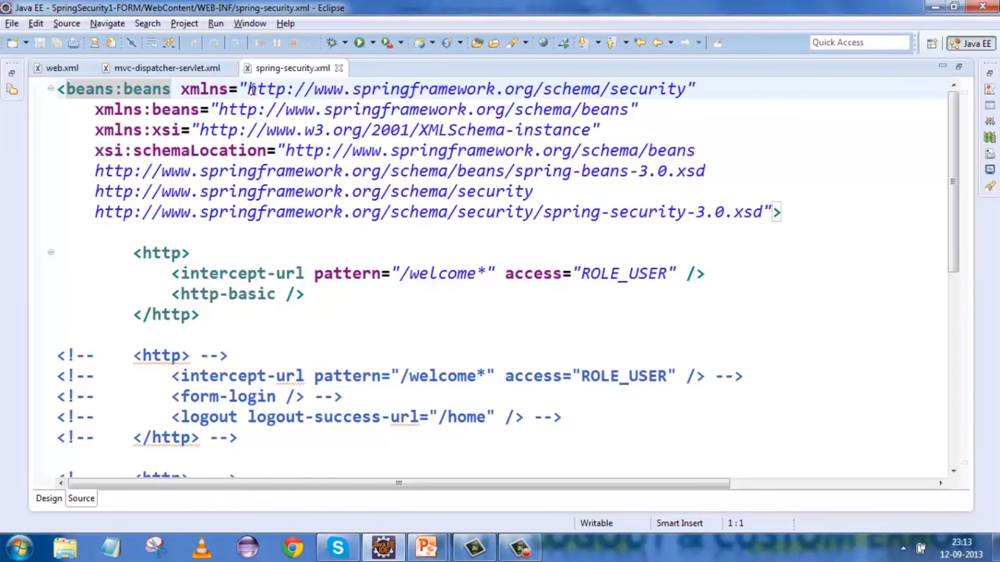 Java EE - SpringSecurity1-FORM/WebContent/WEB-INF/spring-security.xml - Eclipse
File Edit Source Navigate Search Project Run Window Help
Quick Access
Java EE
web.xml
mvc-dispatcher-servlet.xml
spring-security.xml
<beans:beans xmlns="http://www.springframework.org/schema/security"
xmlns:beans="http://www.springframework.org/schema/beans"
xmlns:xsi="http://www.w3.org/2001/XMLSchema-instance"
xsi:schemaLocation="http://www.springframework.org/schema/beans
http://www.springframework.org/schema/beans/spring-beans-3.0.xsd
http://www.springframework.org/schema/security
http://www.springframework.org/schema/security/spring-security-3.0.xsd">
<http>
<intercept-url pattern="/welcome*" access="ROLE_USER" />
<http-basic />
</http>
<!-- <http> -->
<!-- <intercept-url pattern="/welcome*" access="ROLE_USER" /> -->
<!-- <form-login /> -->
<!-- <logout logout-success-url="/home" /> -->
<!-- </http> -->
Design Source
Writable
Smart Insert
1 : 1
Java EE
IDE
23:13
12-09-2013